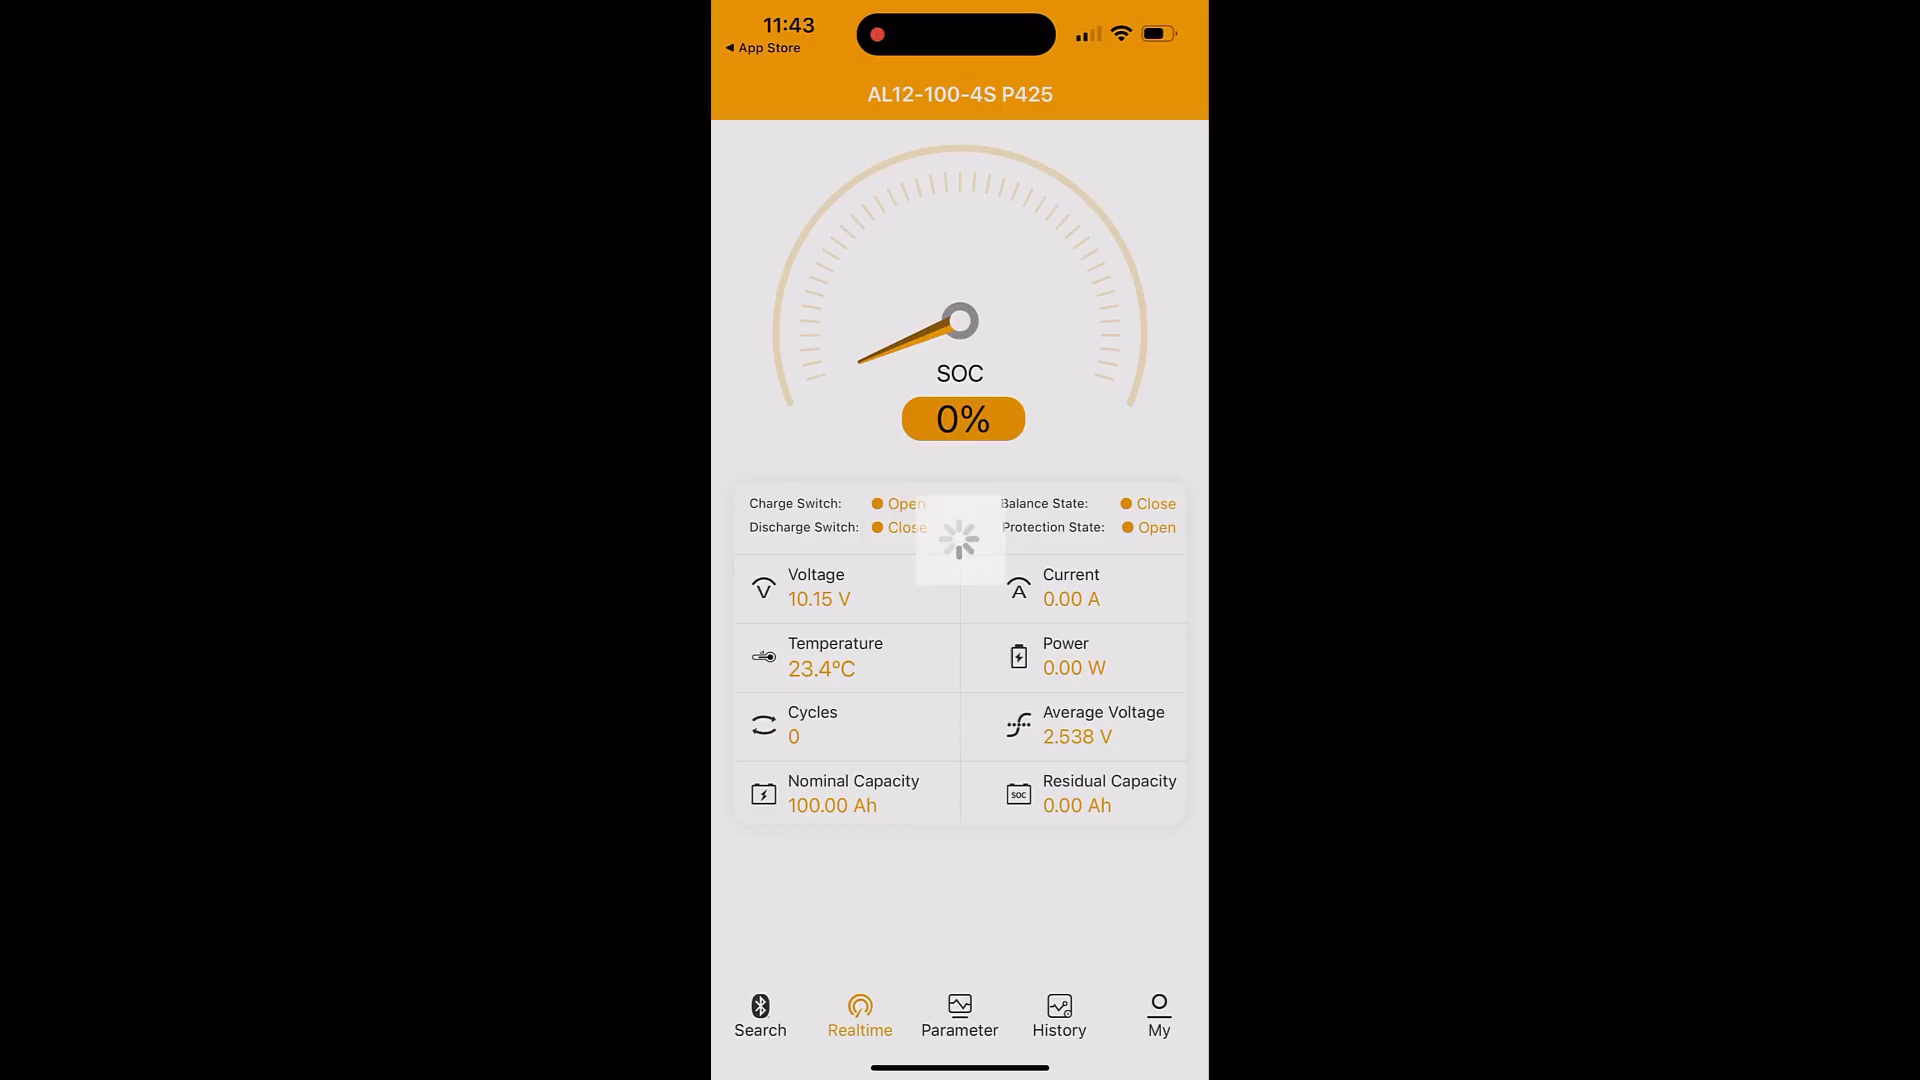 11:43
◀ App Store
AL12-100-4S P425
SOC
0%
Charge Switch: Open Balance State: Close
Discharge Switch: Close Protection State: Open
Voltage Current
10.15 V 0.00 A
Temperature Power
23.4°C 0.00 W
Cycles Average Voltage
0 2.538 V
Nominal Capacity Residual Capacity
100.00 Ah 0.00 Ah
Search Realtime Parameter History My